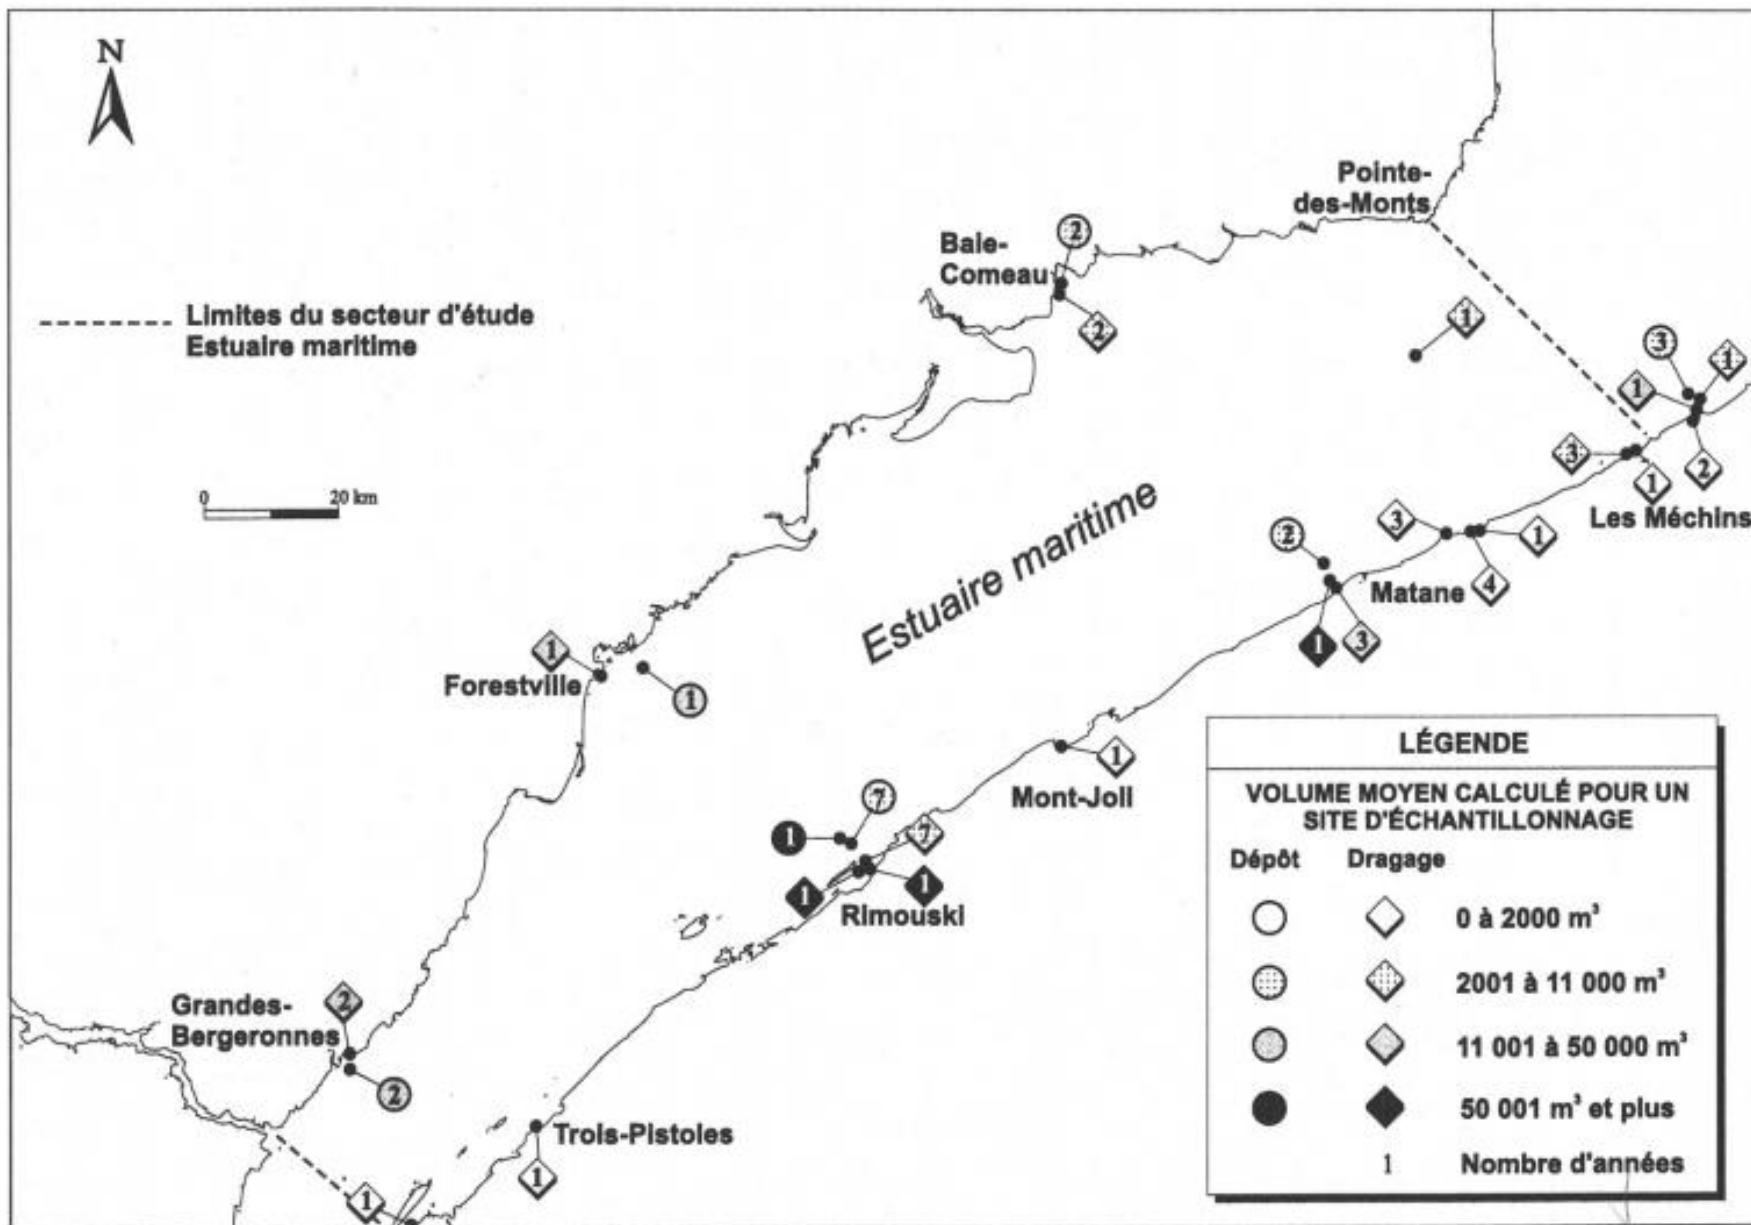 N
Pointe-
des-Monts
2
Baie-
Comeau
2
1
Limites du secteur d'étude
Estuaire maritime
3
1
1
3
2
1
Les Méchins
0 20 km
Estuaire maritime
3
1
2
4
Matane
1
3
1
Forestville
1
1
Mont-Joli
7
1
7
1
1
Rimouski
2
Grandes-
Bergeronnes
2
Trois-Pistoles
1
1
LÉGENDE
VOLUME MOYEN CALCULÉ POUR UN
SITE D'ÉCHANTILLONNAGE
Dépôt Dragage
0 à 2000 m³
2001 à 11 000 m³
11 001 à 50 000 m³
50 001 m³ et plus
1 Nombre d'années